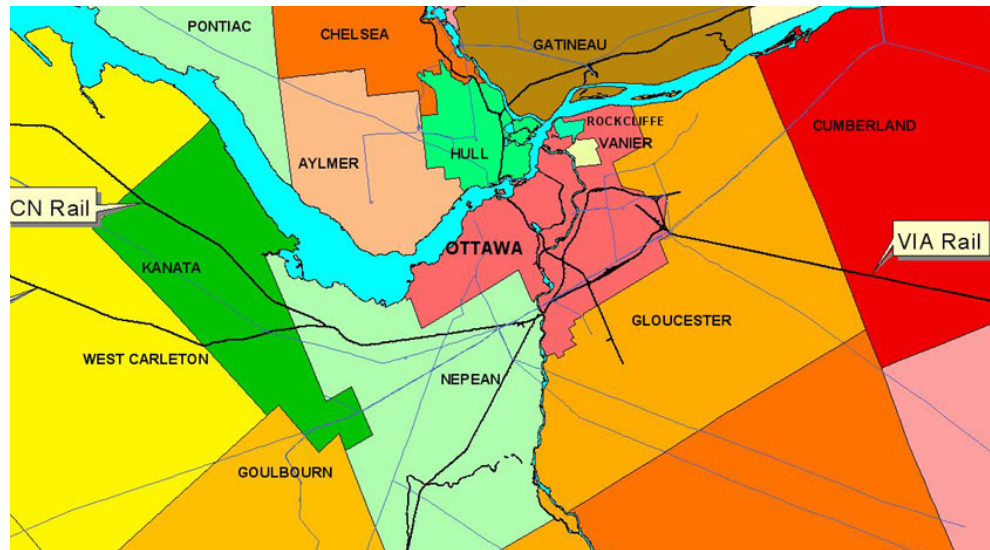 PONTIAC
CHELSEA
GATINEAU
ROCKCLIFFE
VANIER
CUMBERLAND
HULL
AYLMER
CN Rail
OTTAWA
VIA Rail
KANATA
GLOUCESTER
WEST CARLETON
NEPEAN
GOULBOURN